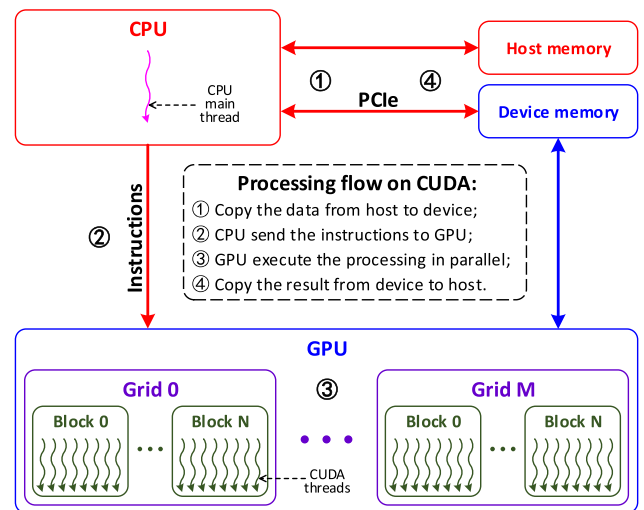 CPU
CPU
main
thread
Host memory
① ④
PCIe
Device memory
②
Instructions
Processing flow on CUDA:
① Copy the data from host to device;
② CPU send the instructions to GPU;
③ GPU execute the processing in parallel;
④ Copy the result from device to host.
GPU
Grid 0
③
Grid M
Block 0
Block N
Block 0
Block N
CUDA
threads